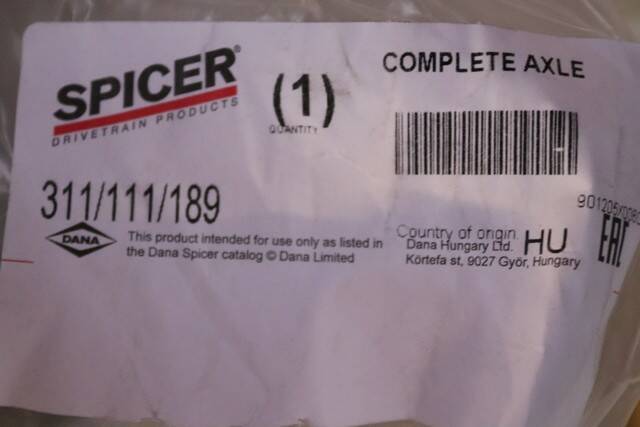 SPICER®
DRIVETRAIN PRODUCTS
(1)
QUANTITY
COMPLETE AXLE
311/111/189
DANA
This product intended for use only as listed in
the Dana Spicer catalog © Dana Limited
Country of origin
HU
Dana Hungary Ltd.
Körtefa st, 9027 Győr, Hungary
EAC